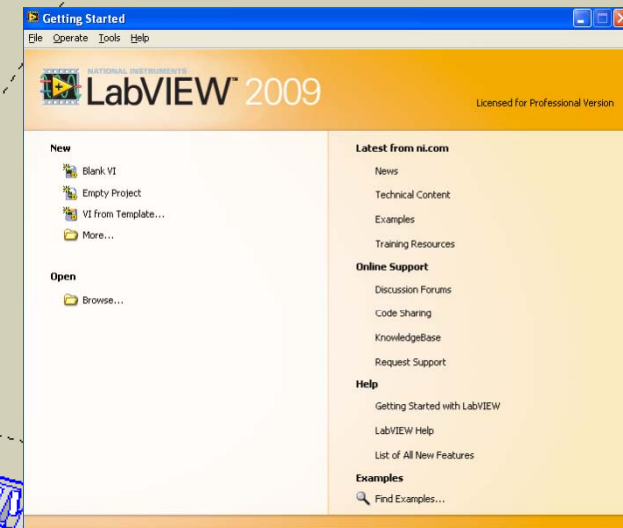 Getting Started
File Operate Tools Help
NATIONAL INSTRUMENTS
LabVIEW™ 2009
Licensed for Professional Version
New
Blank VI
Empty Project
VI from Template...
More...
Open
Browse...
Latest from ni.com
News
Technical Content
Examples
Training Resources
Online Support
Discussion Forums
Code Sharing
KnowledgeBase
Request Support
Help
Getting Started with LabVIEW
LabVIEW Help
List of All New Features
Examples
Find Examples...